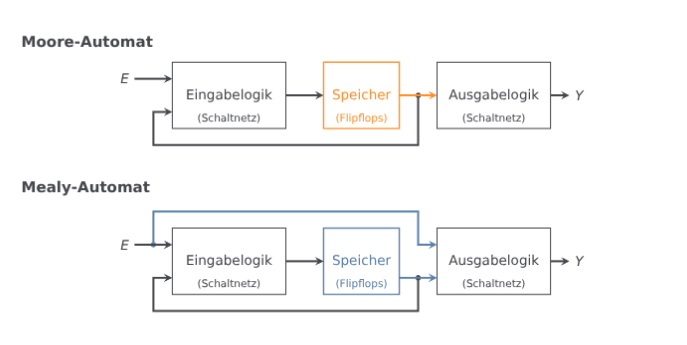 Moore-Automat
E
Eingabelogik
(Schaltnetz)
Speicher
(Flipflops)
Ausgabelogik
(Schaltnetz)
Y
Mealy-Automat
E
Eingabelogik
(Schaltnetz)
Speicher
(Flipflops)
Ausgabelogik
(Schaltnetz)
Y